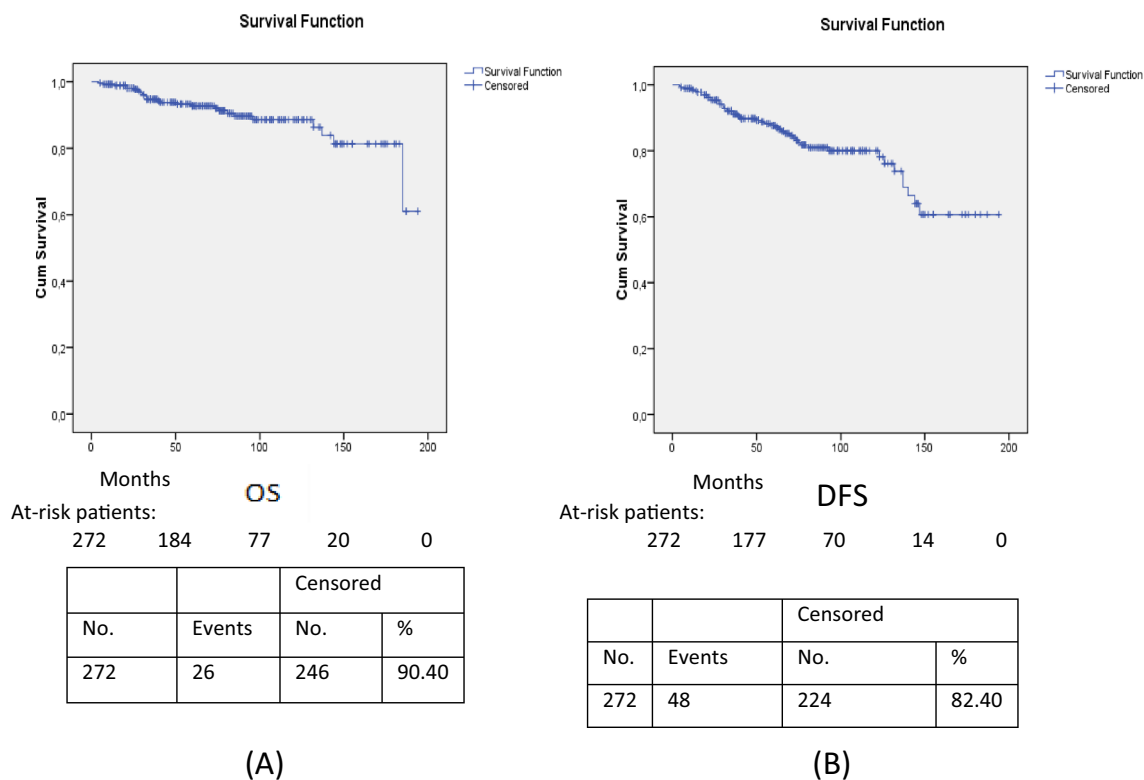 Survival Function
Survival Function
Censored
1,0
0,8
0,6
0,4
0,2
0,0
Cum Survival
0 50 100 150 200
Months
OS
At-risk patients:
272 184 77 20 0
Censored
No. Events No. %
272 26 246 90.40
(A)
Survival Function
Survival Function
Censored
1,0
0,8
0,6
0,4
0,2
0,0
Cum Survival
0 50 100 150 200
Months
DFS
At-risk patients:
272 177 70 14 0
Censored
No. Events No. %
272 48 224 82.40
(B)